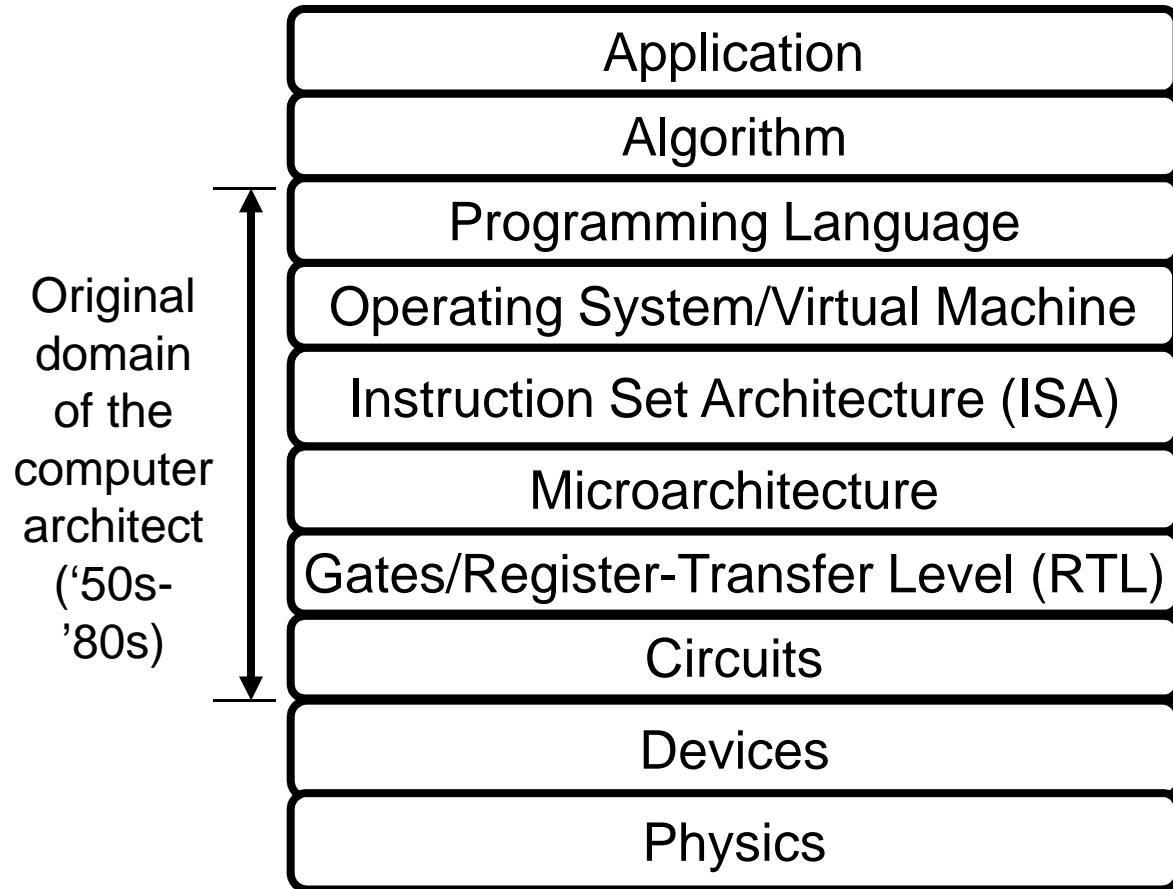 Application
Algorithm
Programming Language
Operating System/Virtual Machine
Instruction Set Architecture (ISA)
Microarchitecture
Gates/Register-Transfer Level (RTL)
Circuits
Devices
Physics
Original
domain
of the
computer
architect
(‘50s-
’80s)